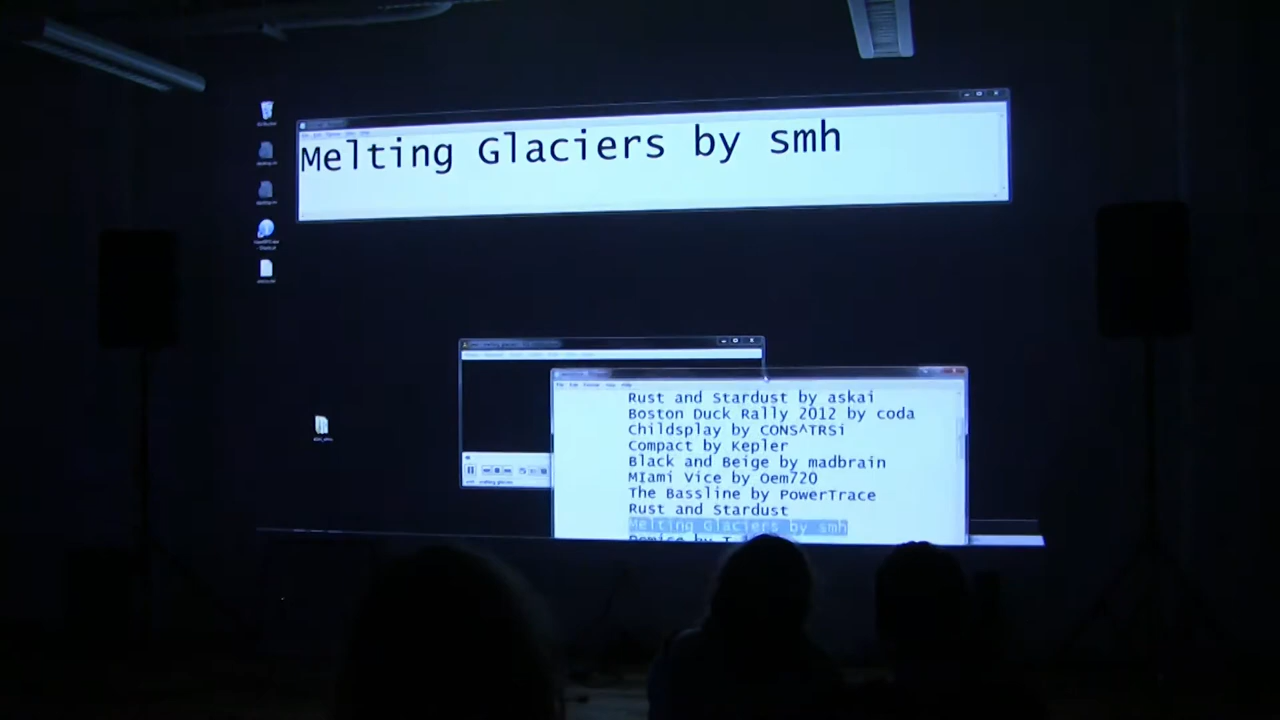 Melting Glaciers by smh
Rust and Stardust by askai
Boston Duck Rally 2012 by coda
Childsplay by CONS^TRSi
Compact by Kepler
Black and Beige by madbrain
MIami Vice by Oem720
The Bassline by PowerTrace
Rust and Stardust
Melting Glaciers by smh